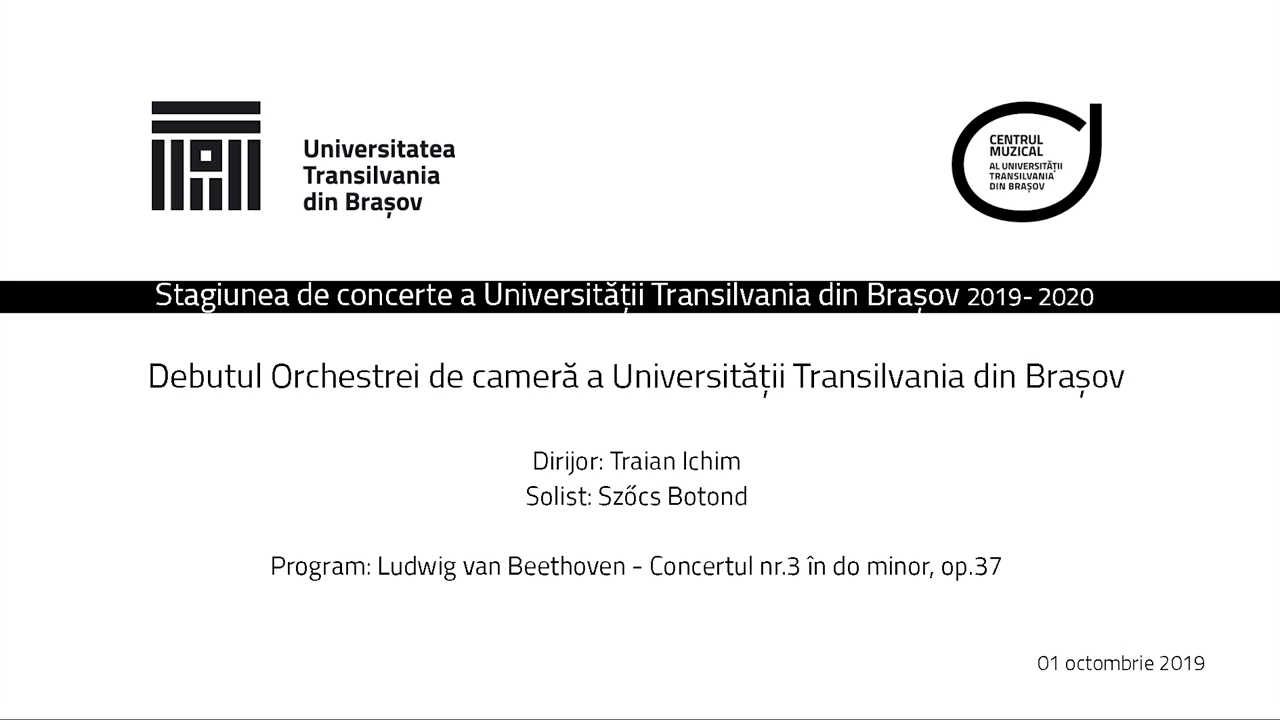 Universitatea
Transilvania
din Brașov
CENTRUL
MUZICAL
AL UNIVERSITĂȚII
TRANSILVANIA
DIN BRAȘOV
Stagiunea de concerte a Universității Transilvania din Brașov 2019- 2020
Debutul Orchestrei de cameră a Universității Transilvania din Brașov
Dirijor: Traian Ichim
Solist: Szőcs Botond
Program: Ludwig van Beethoven - Concertul nr.3 în do minor, op.37
01 octombrie 2019